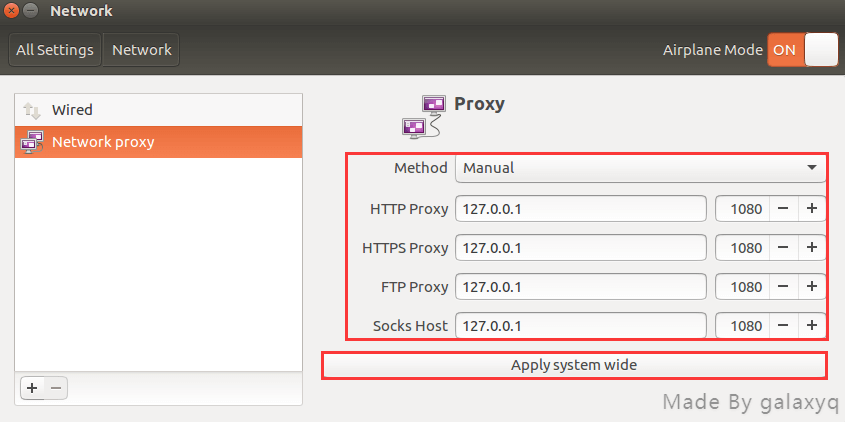 Network
All Settings Network Airplane Mode ON
Wired
Network proxy
Proxy
Method Manual
HTTP Proxy 127.0.0.1 1080 − +
HTTPS Proxy 127.0.0.1 1080 − +
FTP Proxy 127.0.0.1 1080 − +
Socks Host 127.0.0.1 1080 − +
Apply system wide
+ −
Made By galaxyq